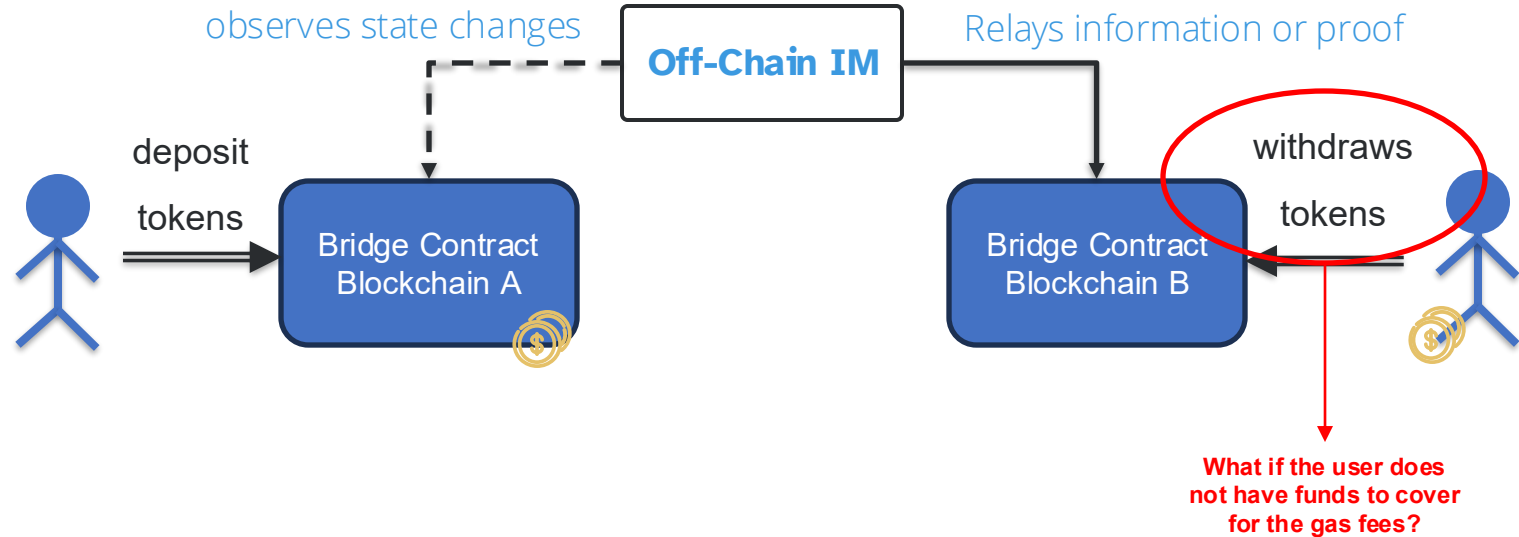 observes state changes
Off-Chain IM
Relays information or proof
deposit
tokens
Bridge Contract
Blockchain A
$
withdraws
tokens
Bridge Contract
Blockchain B
$
What if the user does
not have funds to cover
for the gas fees?